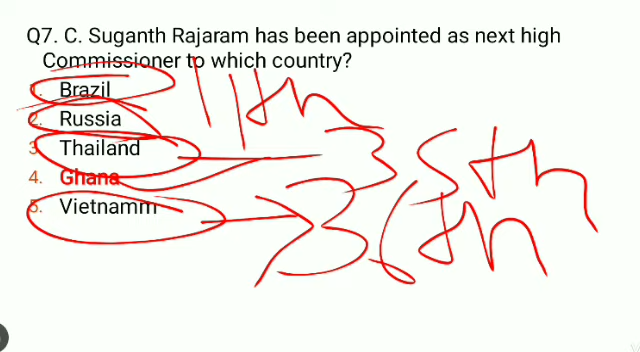 Q7. C. Suganth Rajaram has been appointed as next high
Commissioner to which country?
1. Brazil
2. Russia
3. Thailand
4. Ghana
5. Vietnamm
11th
35th
36th